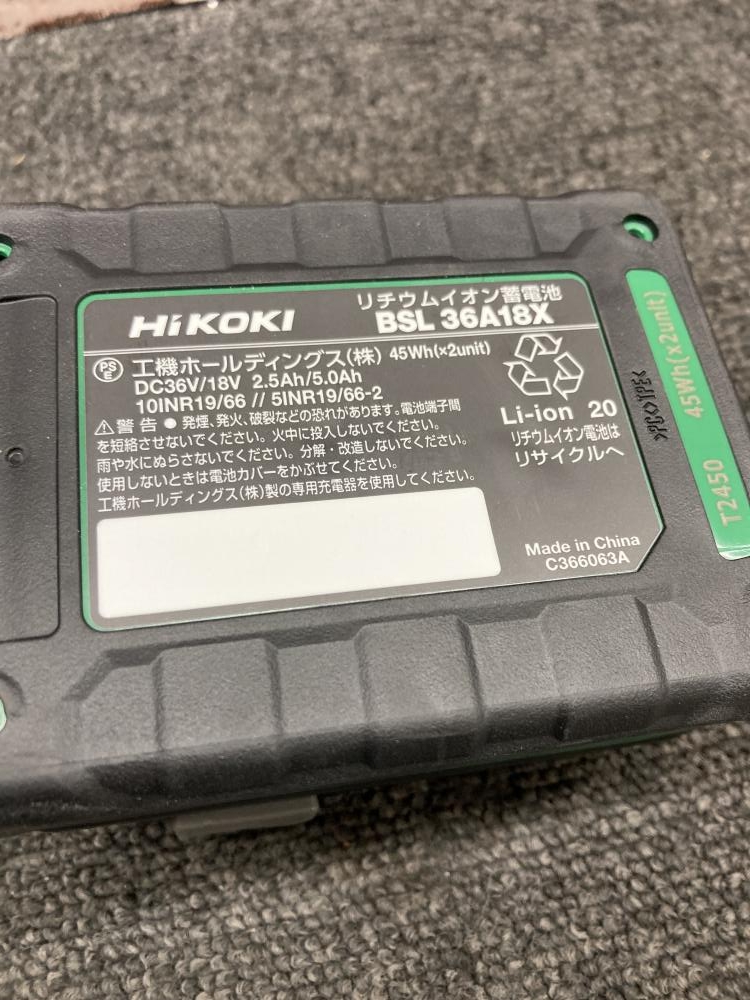 HiKOKI
リチウムイオン蓄電池
BSL 36A18X
PSE 工機ホールディングス(株) 45Wh(×2unit)
DC36V/18V 2.5Ah/5.0Ah
10INR19/66 // 5INR19/66-2
⚠警告 ● 発煙、発火、破裂などの恐れがあります。電池端子間
を短絡させないでください。火中に投入しないでください。
雨や水にぬらさないでください。分解・改造しないでください。
使用しないときは電池カバーをかぶせてください。
工機ホールディングス(株)製の専用充電器を使用してください。
Li-ion 20
リチウムイオン電池は
リサイクルへ
Made in China
C366063A
T2450 45Wh(×2unit)